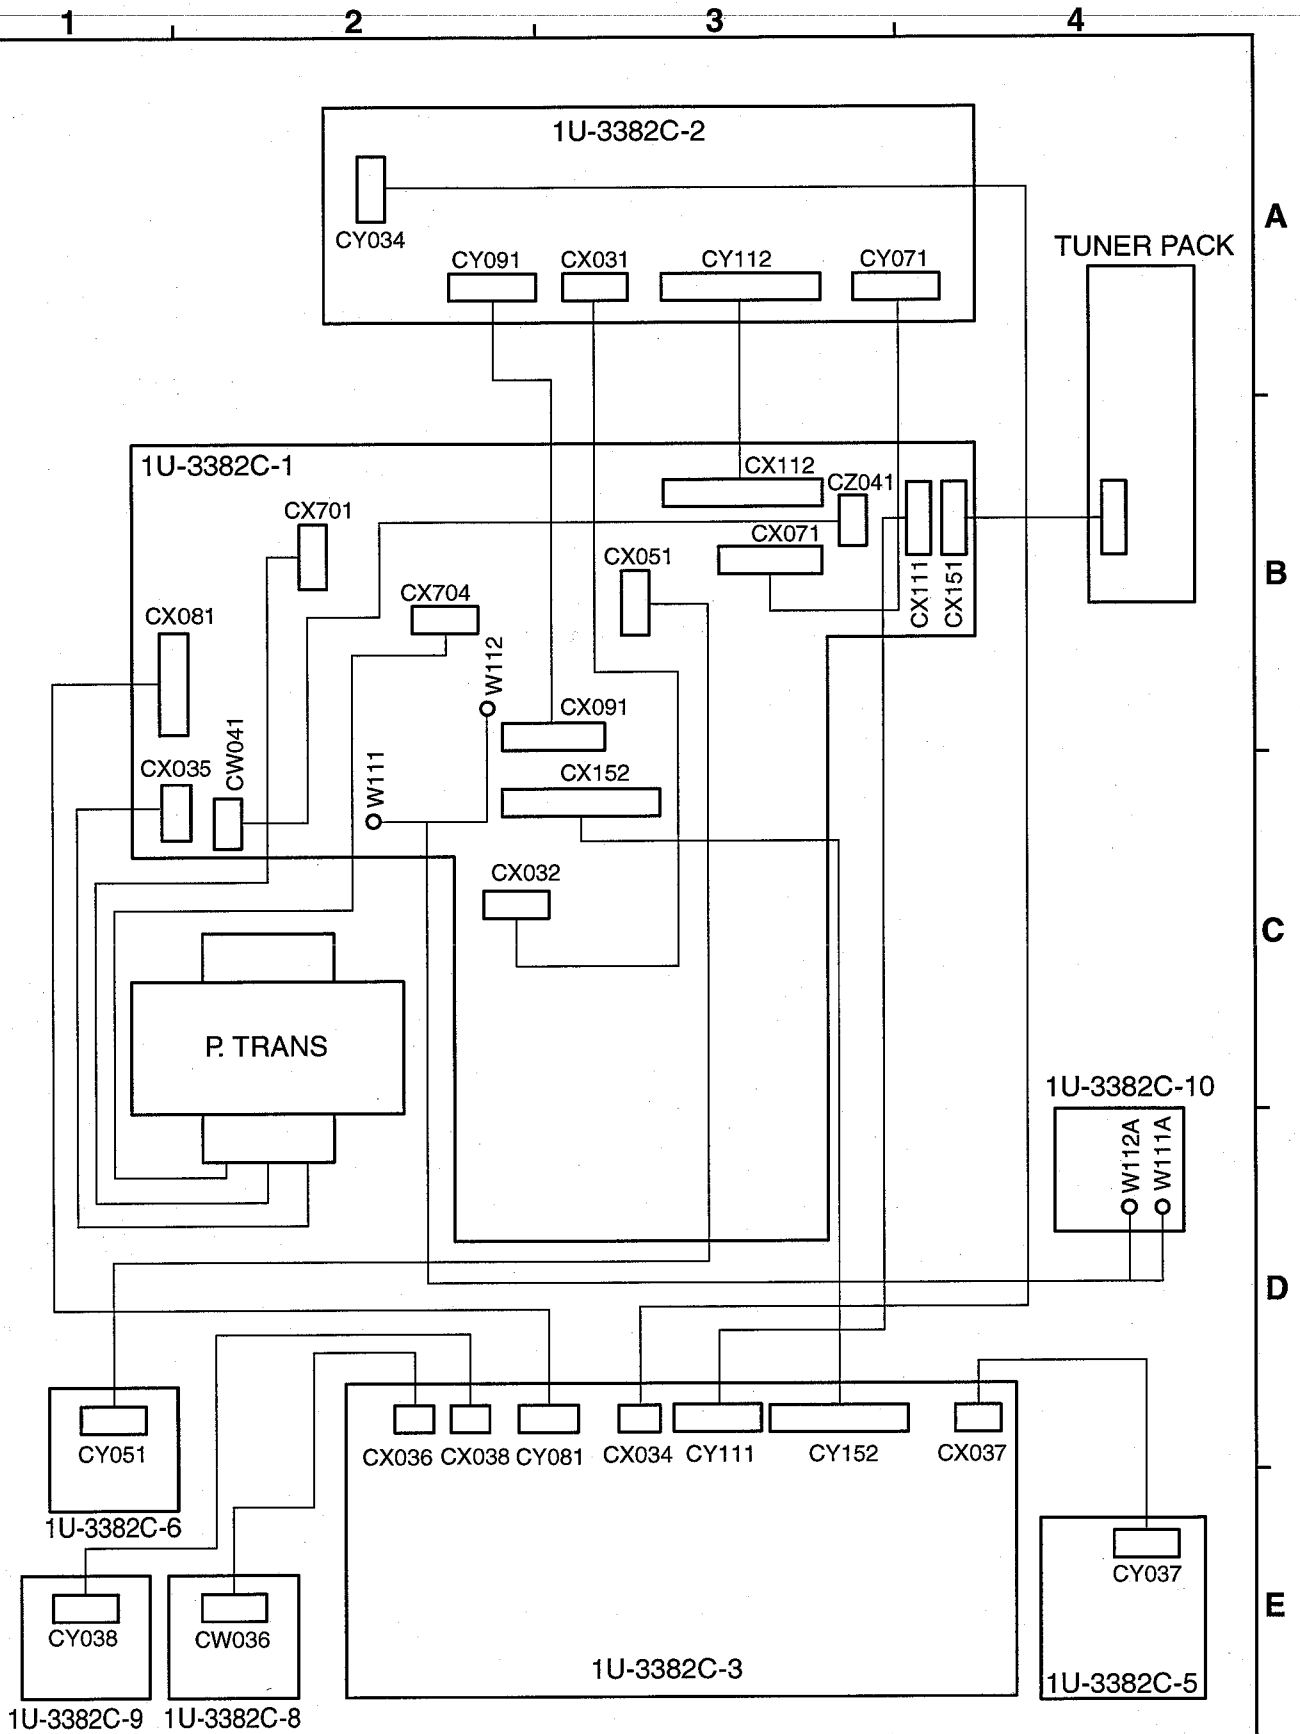 1 2 3 4
1U-3382C-2
A
CY034
TUNER PACK
CY091 CX031 CY112 CY071
1U-3382C-1
CX112
CZ041
CX701
CX071
CX051
B
CX111
CX151
CX704
CX081
W112
CX091
CW041
W111
CX035
CX152
CX032
C
P. TRANS
1U-3382C-10
W112A
W111A
D
CY051
CX036 CX038 CY081 CX034 CY111 CY152 CX037
1U-3382C-6
CY037
E
CY038
CW036
1U-3382C-3
1U-3382C-5
1U-3382C-9 1U-3382C-8